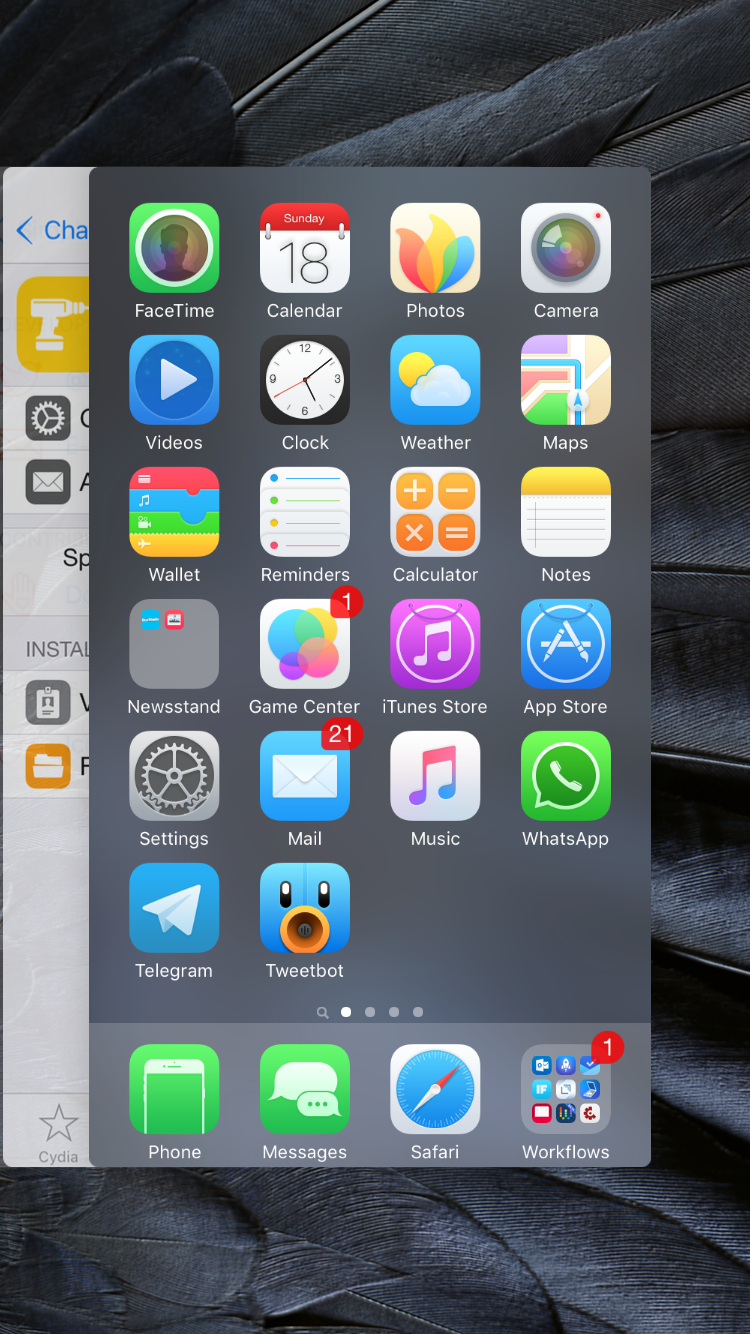 Cha
Sunday
18
FaceTime
Calendar
Photos
Camera
12
3
6
9
Videos
Clock
Weather
Maps
Wallet
Reminders
Calculator
Notes
Sp
1
INSTAL
Newsstand
Game Center
iTunes Store
App Store
21
Settings
Mail
Music
WhatsApp
Telegram
Tweetbot
1
IF
Cydia
Phone
Messages
Safari
Workflows